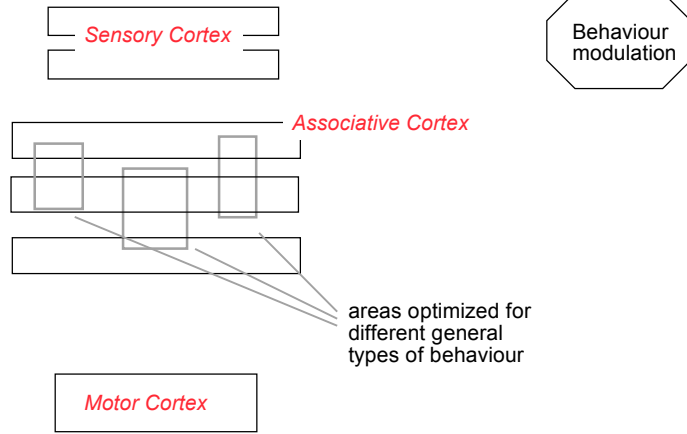 Sensory Cortex
Behaviour
modulation
Associative Cortex
areas optimized for
different general
types of behaviour
Motor Cortex